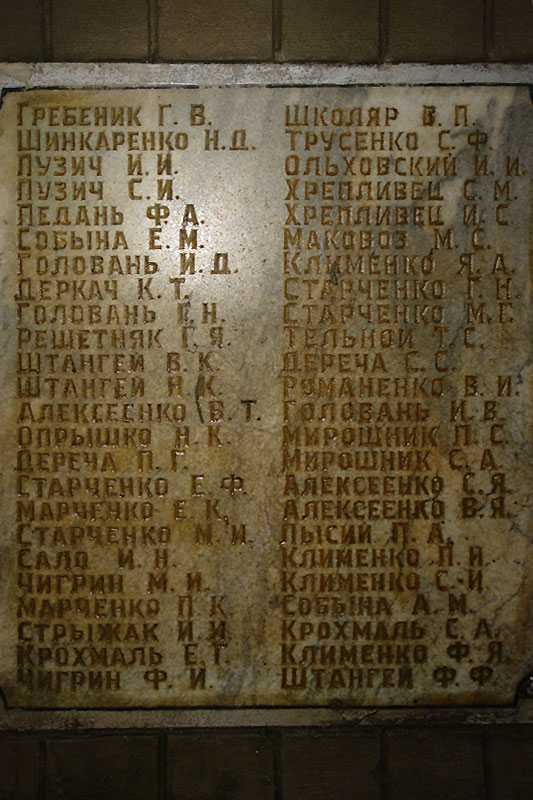 ГРЕБЕНИК Г. В.
ШИНКАРЕНКО Н.Д.
ПУЗИЧ И. И.
ПУЗИЧ С. И.
ПЕДАНЬ Ф. А.
СОБЫНА Е. М.
ГОЛОВАНЬ И. Д.
ДЕРКАЧ К. Т.
ГОЛОВАНЬ Г. Н.
РЕШЕТНЯК Г. Я.
ШТАНГЕЙ В. К.
ШТАНГЕЙ Н. К.
АЛЕКСЕЕНКО В. Т.
ОПРЫШКО Н. К.
ДЕРЕЧА П. Г.
СТАРЧЕНКО Е. Ф.
МАРЧЕНКО Е. К.
СТАРЧЕНКО М. И.
САЛО И. Н.
ЧИГРИН М. И.
МАРЧЕНКО П. К.
СТРЫЖАК И. И.
КРОХМАЛЬ Е. Т.
ЧИГРИН Ф. И.
ШКОЛЯР В. П.
ТРУСЕНКО С. Ф.
ОЛЬХОВСКИЙ И. И.
ХРЕПЛИВЕЦ С. М.
ХРЕПЛИВЕЦ И. С
МАКОВОЗ М. С.
КЛИМЕНКО Я. А.
СТАРЧЕНКО Г. Н.
СТАРЧЕНКО М. Г.
ТЕЛЬНОЙ Т. С.
ДЕРЕЧА С. С.
РОМАНЕНКО В. И.
ГОЛОВАНЬ И. В.
МИРОШНИК П. С.
МИРОШНИК С. А.
АЛЕКСЕЕНКО С. Я.
АЛЕКСЕЕНКО В. Я.
ЛЫСИЙ П. А.
КЛИМЕНКО П. И.
КЛИМЕНКО С. И.
СОБЫНА А. М.
КРОХМАЛЬ С. А.
КЛИМЕНКО Ф. Я.
ШТАНГЕЙ Ф. Ф.